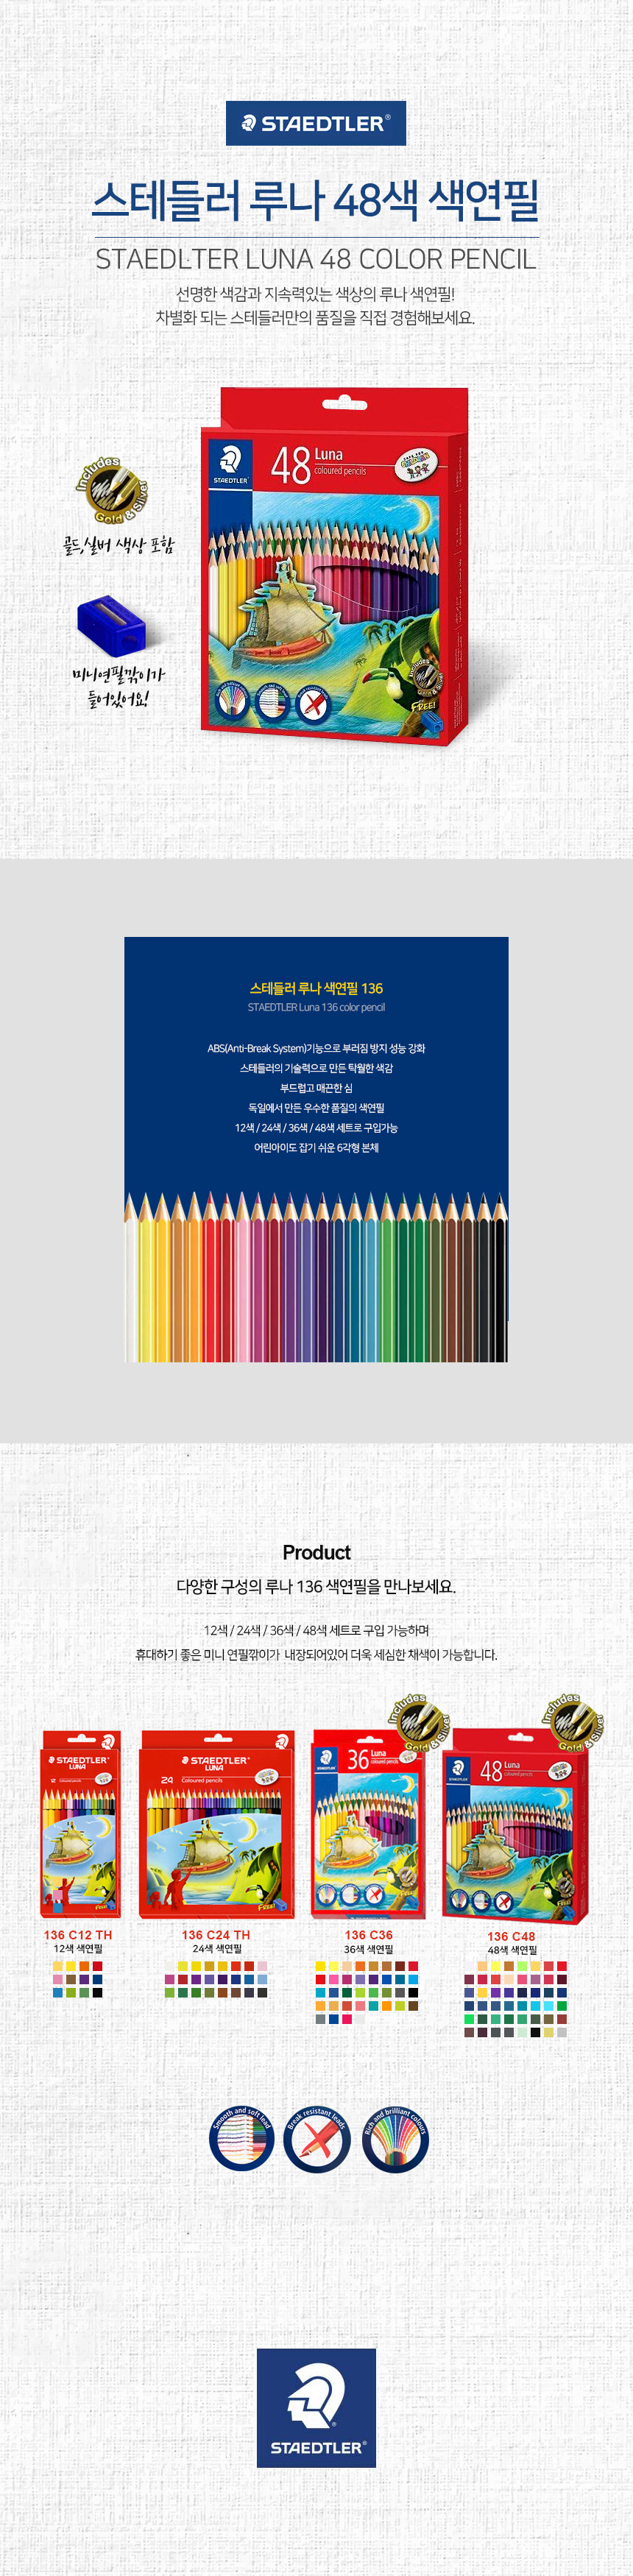 STAEDTLER®
스테들러 루나 48색 색연필
STAEDLTER LUNA 48 COLOR PENCIL
선명한 색감과 지속력있는 색상의 루나 색연필!
차별화 되는 스테들러만의 품질을 직접 경험해보세요.
Includes
Gold & Silver
골드,실버 색상 포함
미니연필깎이가
들어있어요!
STAEDTLER
48 Luna
coloured pencils
Includes
Gold & Silver
FREE!
스테들러 루나 색연필 136
STAEDTLER Luna 136 color pencil
ABS(Anti-Break System)기능으로 부러짐 방지 성능 강화
스테들러의 기술력으로 만든 탁월한 색감
부드럽고 매끈한 심
독일에서 만든 우수한 품질의 색연필
12색 / 24색 / 36색 / 48색 세트로 구입가능
어린아이도 잡기 쉬운 6각형 본체
Product
다양한 구성의 루나 136 색연필을 만나보세요.
12색 / 24색 / 36색 / 48색 세트로 구입 가능하며
휴대하기 좋은 미니 연필깎이가 내장되어있어 더욱 세심한 채색이 가능합니다.
Includes
Gold & Silver
Includes
Gold & Silver
STAEDTLER
LUNA
12 Coloured pencils
STAEDTLER
LUNA
24 Coloured pencils
FREE!
36 Luna
coloured pencils
STAEDTLER
48 Luna
coloured pencils
136 C12 TH
12색 색연필
136 C24 TH
24색 색연필
136 C36
36색 색연필
136 C48
48색 색연필
Smooth and soft lead
Break resistant leads
Rich and brilliant colours
STAEDTLER®